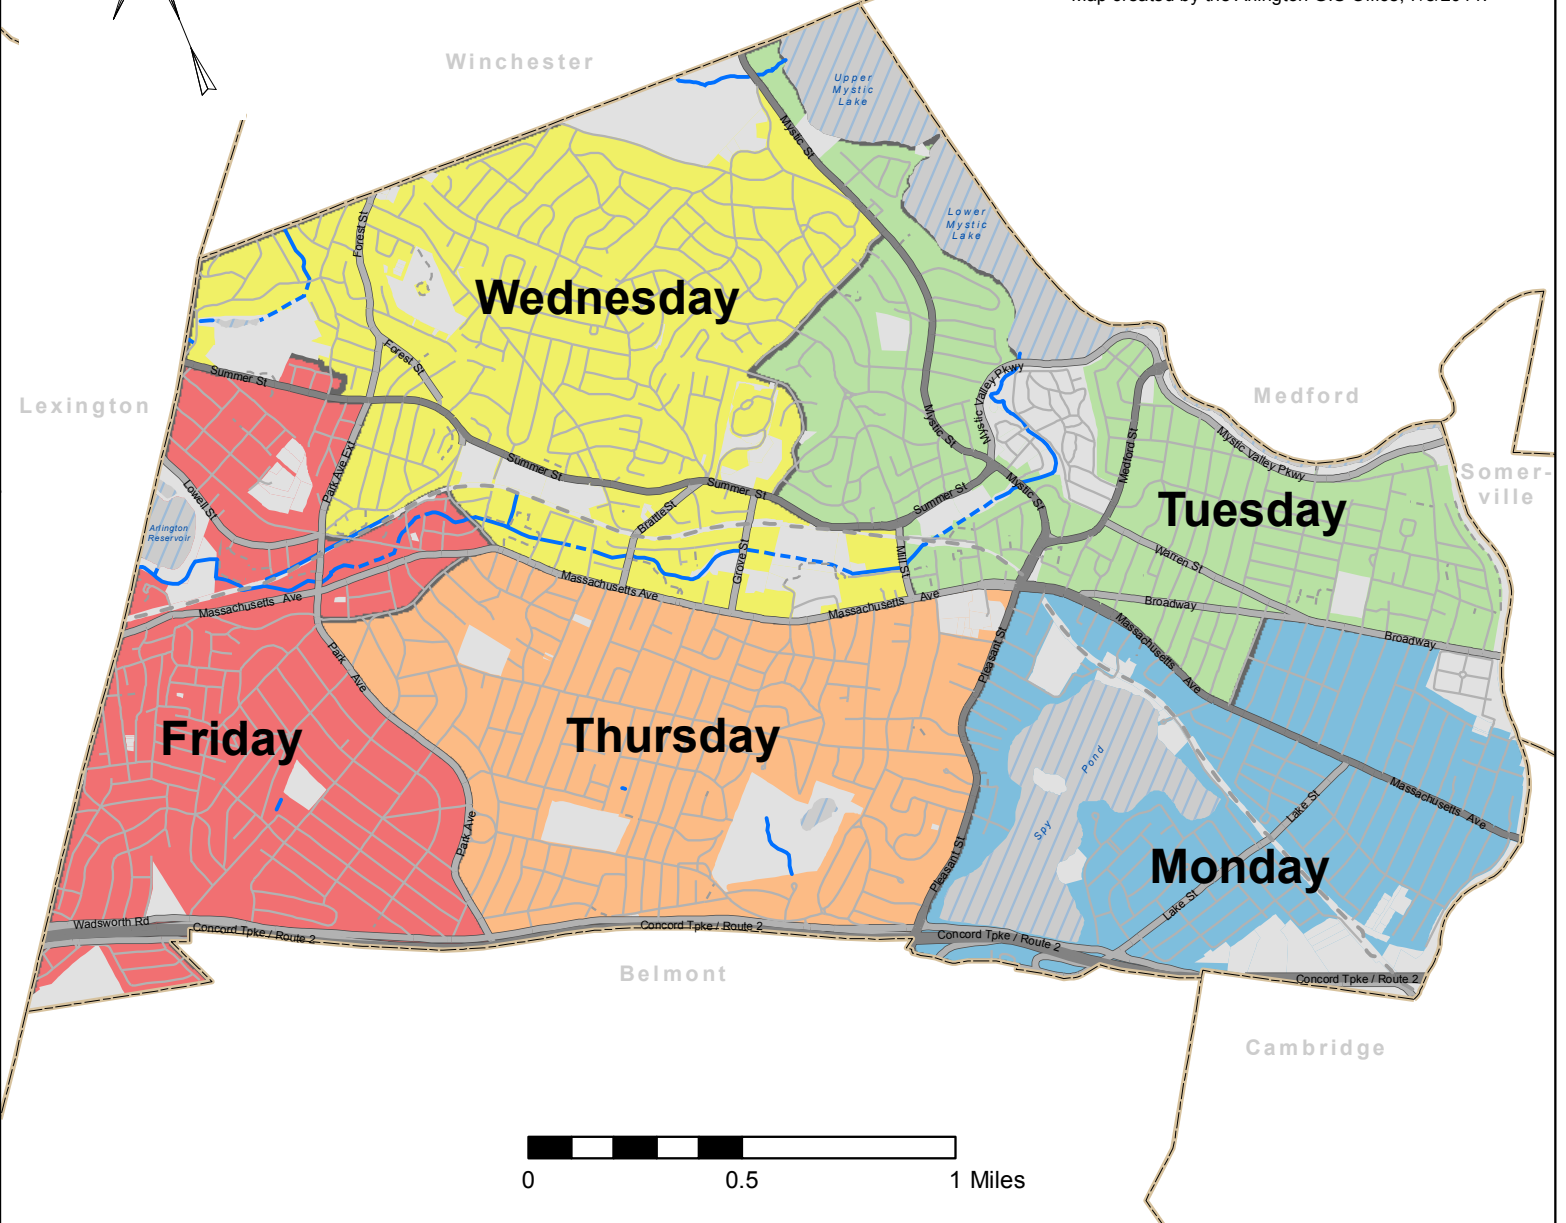 Winchester
Upper
Mystic
Lake
Mystic St
Lower
Mystic
Lake
Forest St
Wednesday
Forest St
Summer St
Mystic Valley Pkwy
Mystic Valley Pkwy
Lexington
Medford
Mystic St
Medford St
Mystic Valley Pkwy
Park Ave Ext
Summer St
Summer St
Summer St
Mystic St
Somer-
ville
Lowell St
Tuesday
Brattle St
Arlington
Reservoir
Grove St
Mill St
Warren St
Massachusetts Ave
Massachusetts Ave
Massachusetts Ave
Broadway
Massachusetts Ave
Broadway
Park Ave
Pleasant St
Friday
Thursday
Spy Pond
Lake St
Massachusetts Ave
Park Ave
Pleasant St
Monday
Lake St
Wadsworth Rd
Concord Tpke / Route 2
Concord Tpke / Route 2
Concord Tpke / Route 2
Concord Tpke / Route 2
Belmont
Cambridge
0
0.5
1 Miles